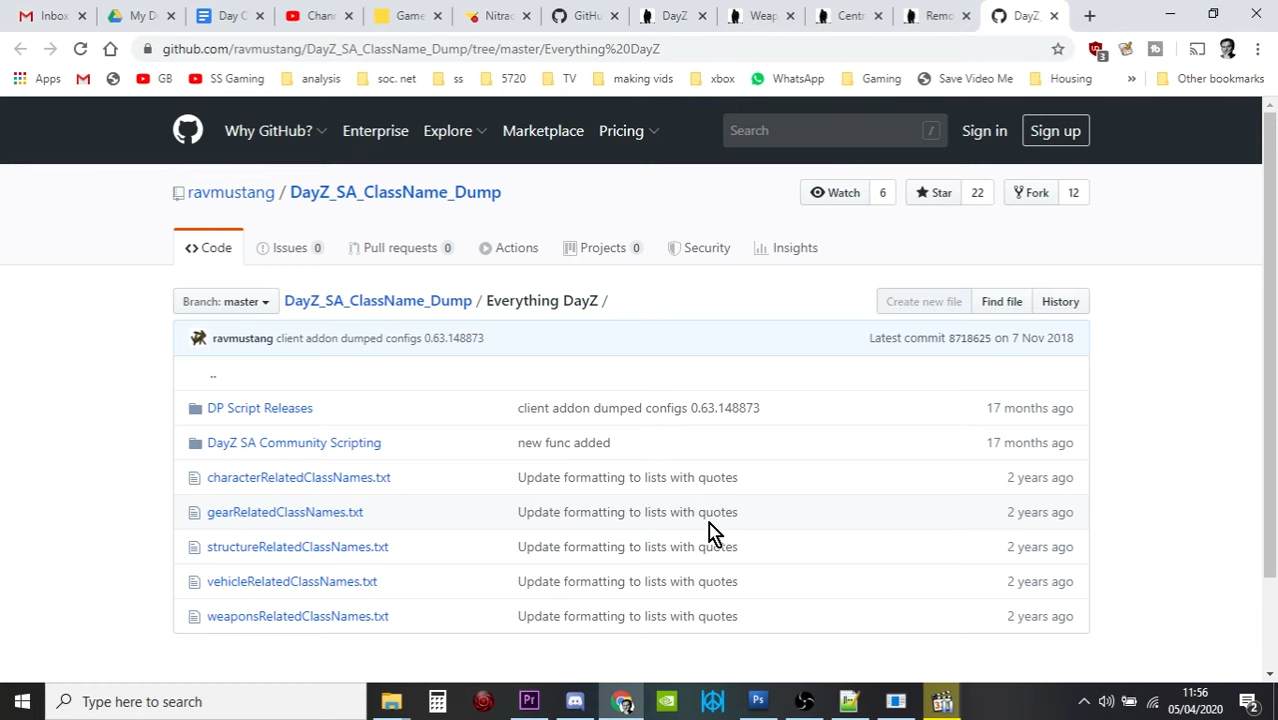 Inbox
My D
Day C
Chann
Game
Nitrac
GitHu
DayZ
Weap
Centr
Remo
DayZ_
github.com/ravmustang/DayZ_SA_ClassName_Dump/tree/master/Everything%20DayZ
3
Apps
GB
SS Gaming
analysis
soc. net
ss
5720
TV
making vids
xbox
WhatsApp
Gaming
Save Video Me
Housing
»
Other bookmarks
Why GitHub?
Enterprise
Explore
Marketplace
Pricing
Search
/
Sign in
Sign up
ravmustang / DayZ_SA_ClassName_Dump
Watch 6
Star 22
Fork 12
Code
Issues 0
Pull requests 0
Actions
Projects 0
Security
Insights
Branch: master
DayZ_SA_ClassName_Dump / Everything DayZ /
Create new file
Find file
History
ravmustang client addon dumped configs 0.63.148873
Latest commit 8718625 on 7 Nov 2018
..
DP Script Releases client addon dumped configs 0.63.148873 17 months ago
DayZ SA Community Scripting new func added 17 months ago
characterRelatedClassNames.txt Update formatting to lists with quotes 2 years ago
gearRelatedClassNames.txt Update formatting to lists with quotes 2 years ago
structureRelatedClassNames.txt Update formatting to lists with quotes 2 years ago
vehicleRelatedClassNames.txt Update formatting to lists with quotes 2 years ago
weaponsRelatedClassNames.txt Update formatting to lists with quotes 2 years ago
Type here to search
Pr
Ps
11:56
05/04/2020
2